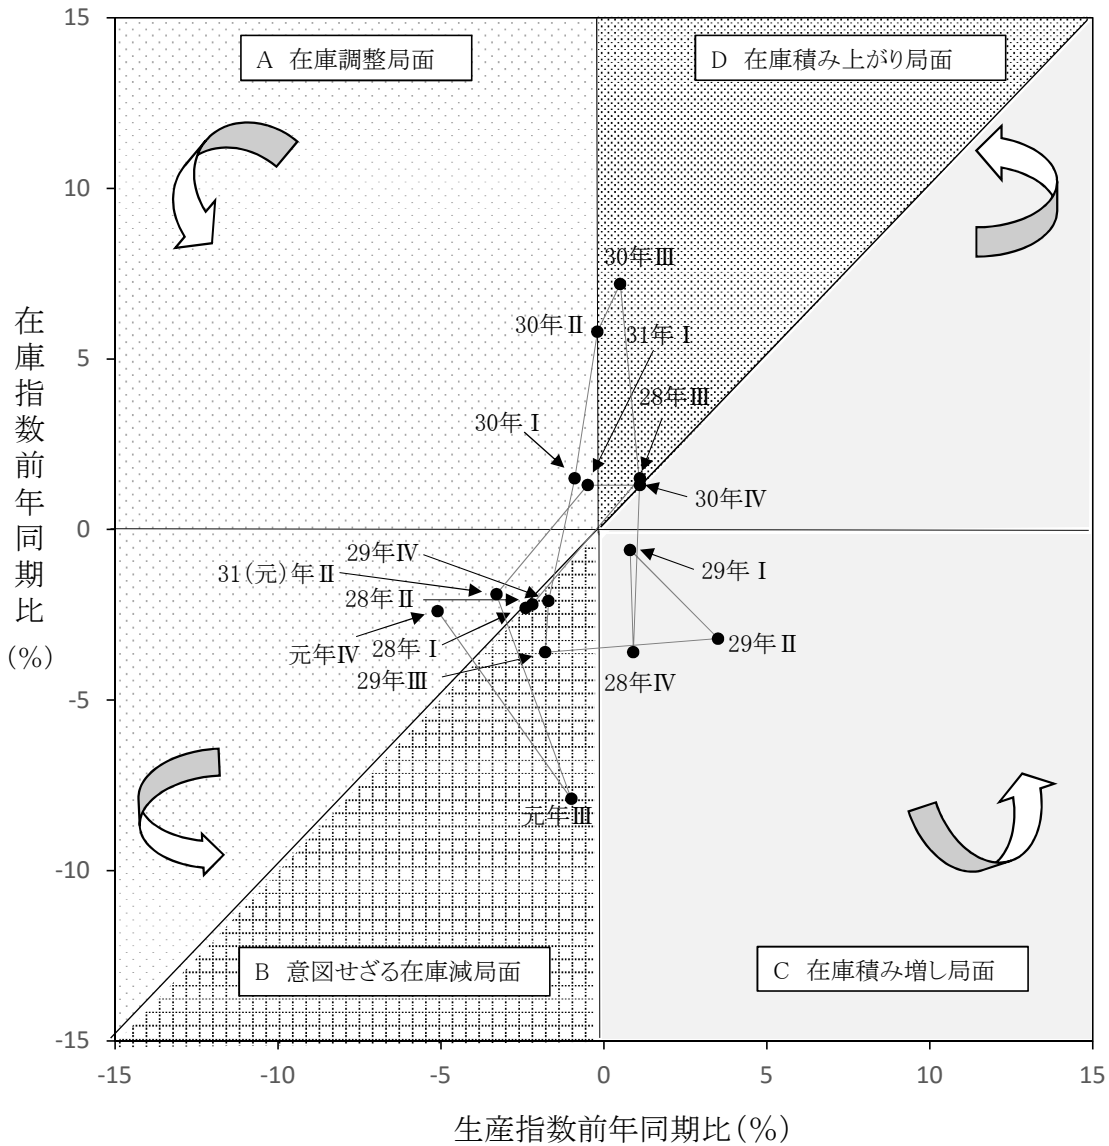 15
A 在庫調整局面
D 在庫積み上がり局面
10
30年Ⅲ
30年Ⅱ
31年Ⅰ
5
28年Ⅲ
30年Ⅰ
30年Ⅳ
0
29年Ⅳ
31(元)年Ⅱ
29年Ⅰ
28年Ⅱ
元年Ⅳ
28年Ⅰ
29年Ⅱ
29年Ⅲ
28年Ⅳ
-5
元年Ⅲ
-10
B 意図せざる在庫減局面
C 在庫積み増し局面
-15
-15
-10
-5
0
5
10
15
在庫指数前年同期比(%)
生産指数前年同期比(%)